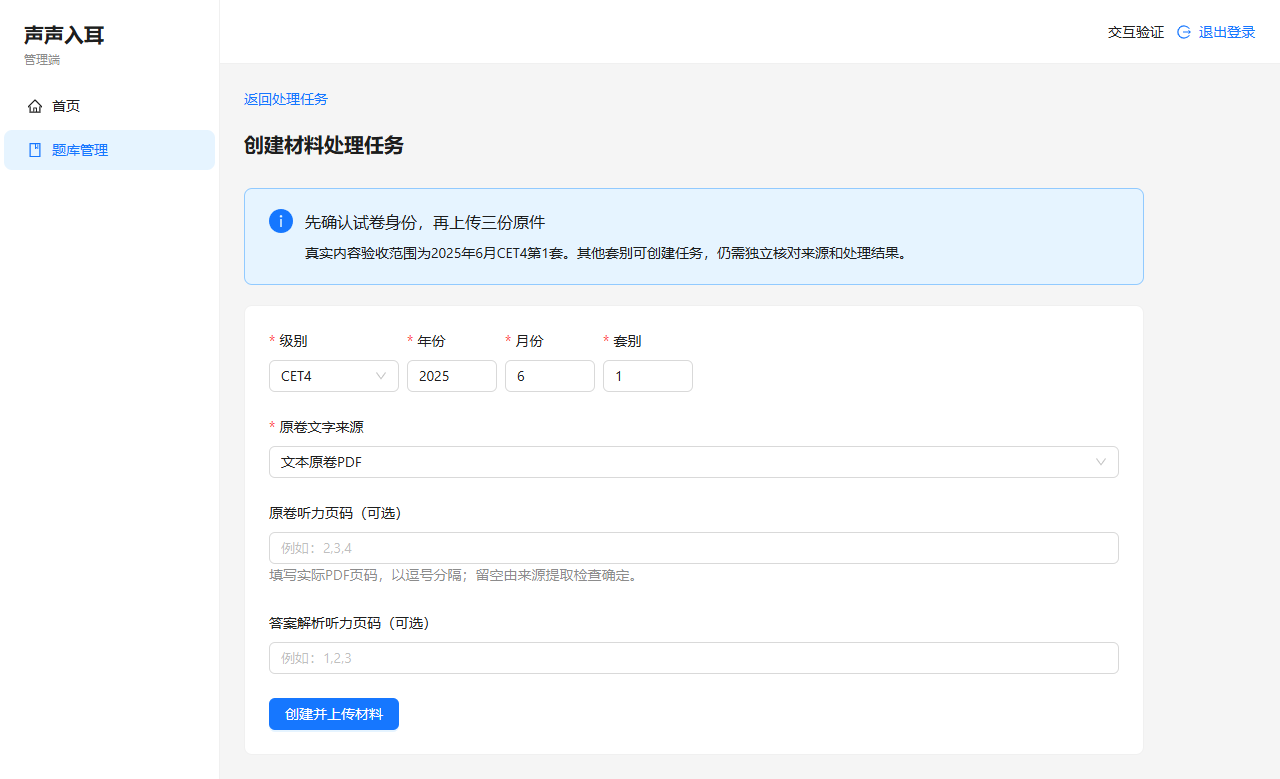 声声入耳
管理端
首页
题库管理
交互验证 退出登录
返回处理任务
创建材料处理任务
先确认试卷身份，再上传三份原件
真实内容验收范围为2025年6月CET4第1套。其他套别可创建任务，仍需独立核对来源和处理结果。
* 级别 * 年份 * 月份 * 套别
CET4 2025 6 1
* 原卷文字来源
文本原卷PDF
原卷听力页码（可选）
例如：2,3,4
填写实际PDF页码，以逗号分隔；留空由来源提取检查确定。
答案解析听力页码（可选）
例如：1,2,3
创建并上传材料